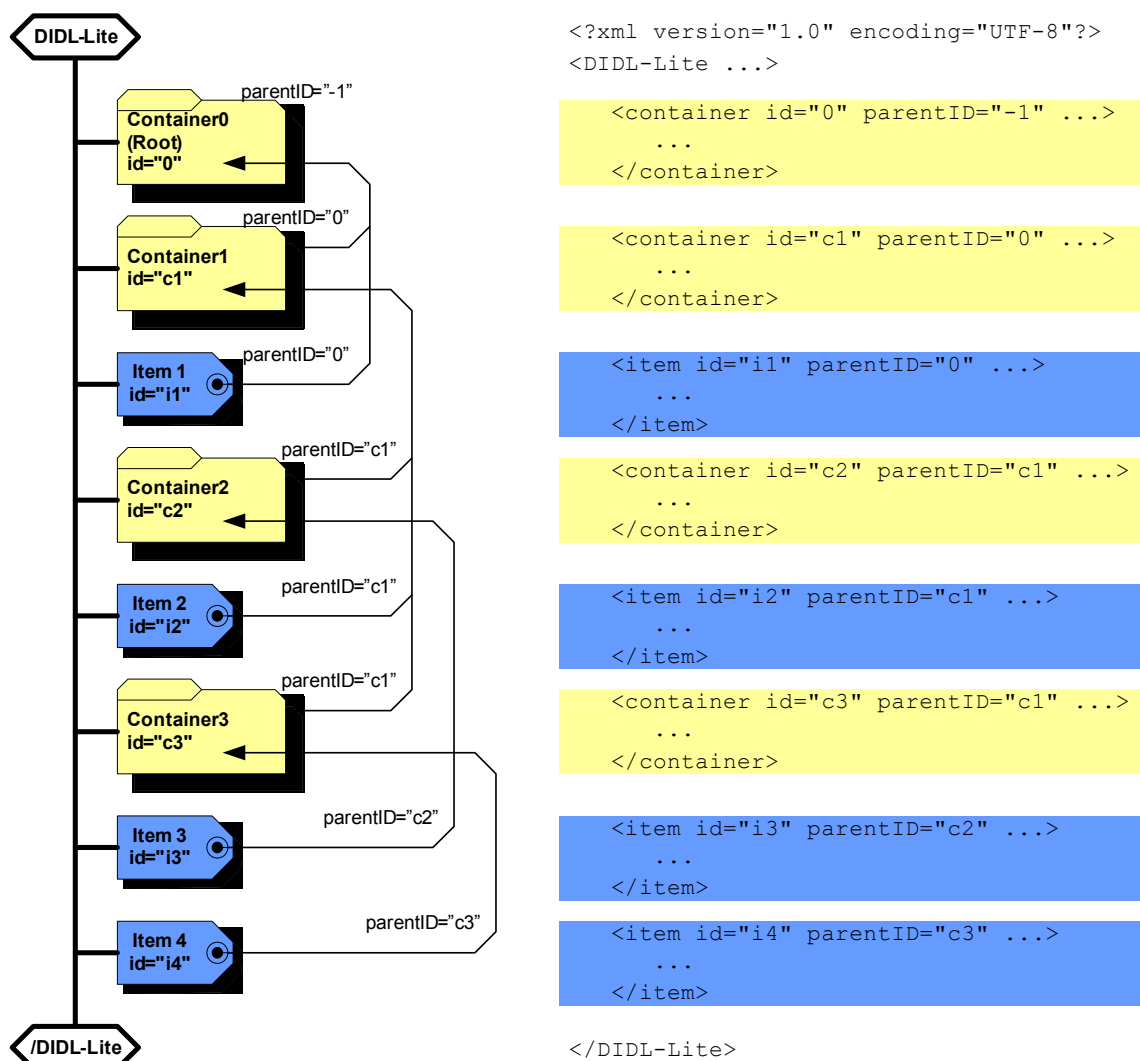 DIDL-Lite
parentID=”-1”
Container0
(Root)
id="0"
parentID=”0”
Container1
id="c1"
parentID=”0”
Item 1
id="i1"
parentID=”c1”
Container2
id="c2"
parentID=”c1”
Item 2
id="i2"
parentID=”c1”
Container3
id="c3"
parentID=”c2”
Item 3
id="i3"
parentID=”c3”
Item 4
id="i4"
/DIDL-Lite
<?xml version="1.0" encoding="UTF-8"?>
<DIDL-Lite ...>
<container id="0" parentID="-1" ...>
...
</container>
<container id="c1" parentID="0" ...>
...
</container>
<item id="i1" parentID="0" ...>
...
</item>
<container id="c2" parentID="c1" ...>
...
</container>
<item id="i2" parentID="c1" ...>
...
</item>
<container id="c3" parentID="c1" ...>
...
</container>
<item id="i3" parentID="c2" ...>
...
</item>
<item id="i4" parentID="c3" ...>
...
</item>
</DIDL-Lite>